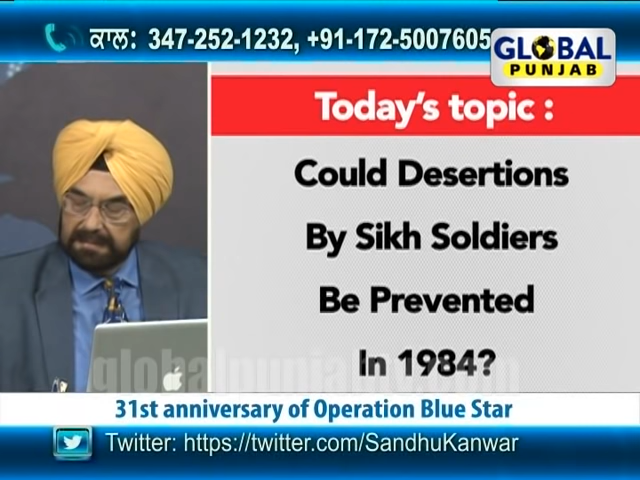 ਕਾਲ: 347-252-1232, +91-172-5007605
GLOBAL
PUNJAB
Today's topic :
Could Desertions
By Sikh Soldiers
Be Prevented
In 1984?
31st anniversary of Operation Blue Star
Twitter: https://twitter.com/SandhuKanwar